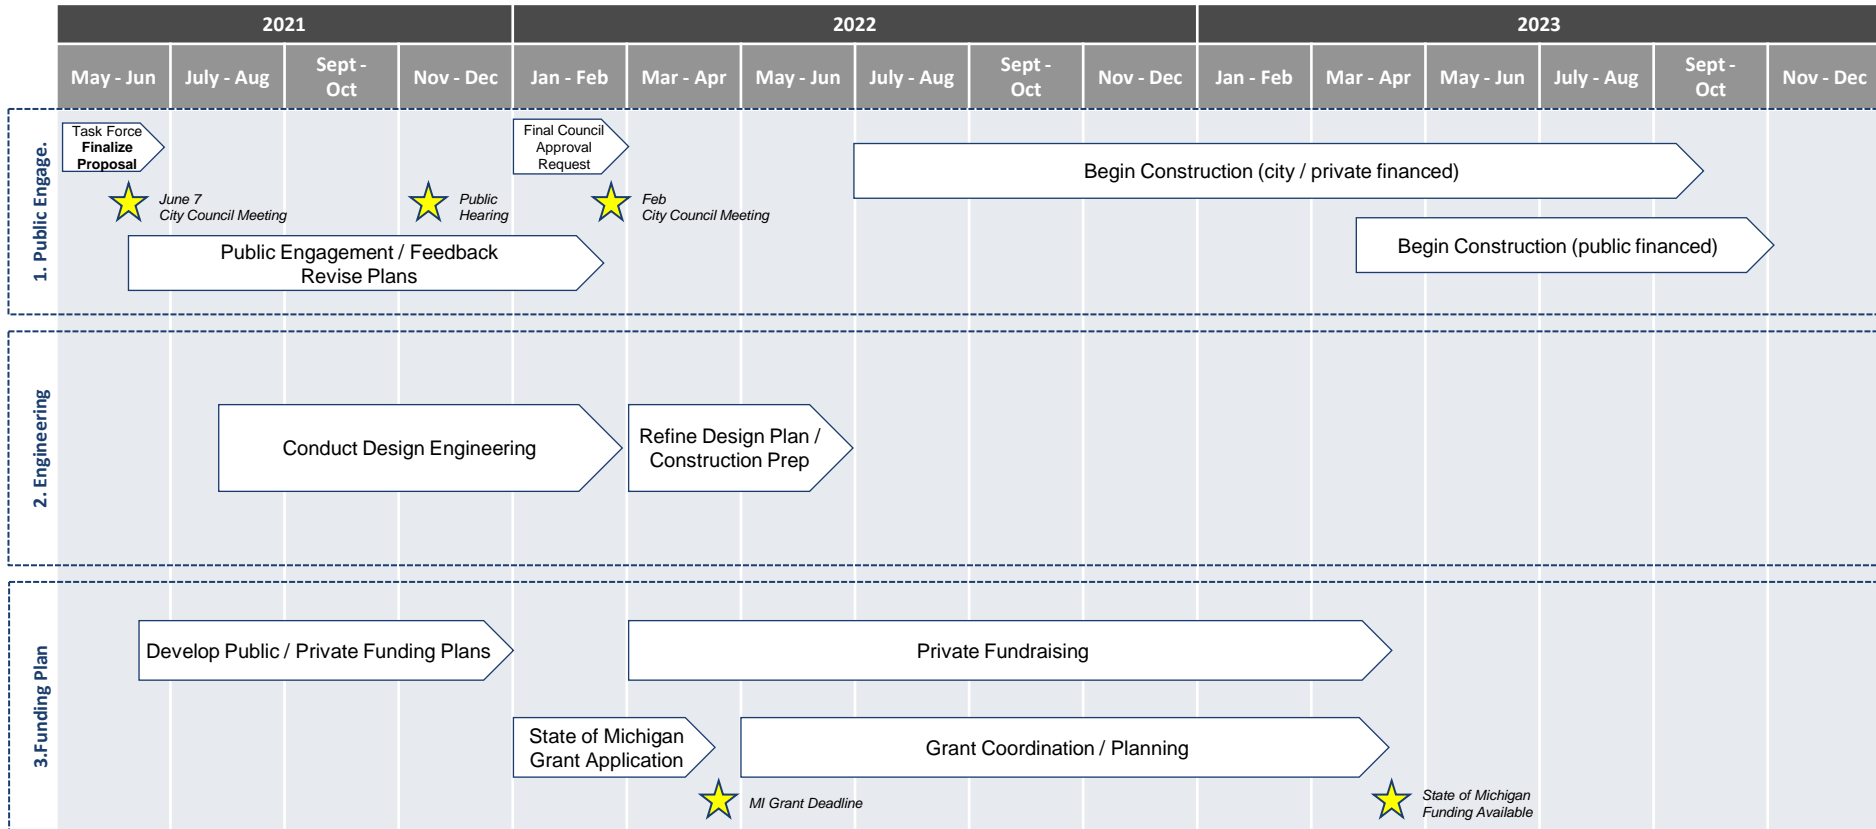 2021
2022
2023
May - Jun
July - Aug
Sept -
Oct
Nov - Dec
Jan - Feb
Mar - Apr
May - Jun
July - Aug
Sept -
Oct
Nov - Dec
Jan - Feb
Mar - Apr
May - Jun
July - Aug
Sept -
Oct
Nov - Dec
1. Public Engage.
Task Force
Finalize
Proposal
Final Council
Approval
Request
Begin Construction (city / private financed)
June 7
City Council Meeting
Public
Hearing
Feb
City Council Meeting
Public Engagement / Feedback
Revise Plans
Begin Construction (public financed)
2. Engineering
Conduct Design Engineering
Refine Design Plan /
Construction Prep
3.Funding Plan
Develop Public / Private Funding Plans
Private Fundraising
State of Michigan
Grant Application
Grant Coordination / Planning
MI Grant Deadline
State of Michigan
Funding Available